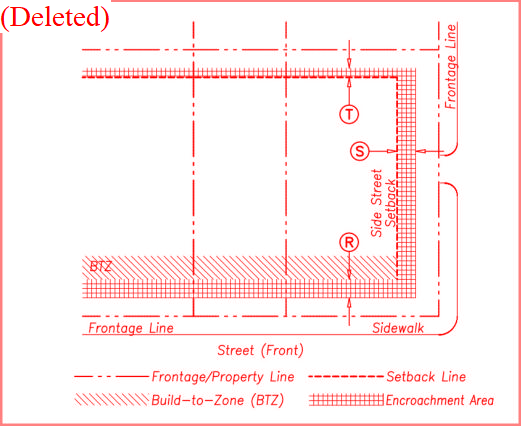 (Deleted)
Frontage Line
T
S
Side Street
Setback
R
BTZ
Frontage Line
Sidewalk
Street (Front)
Frontage/Property Line
Setback Line
Build-to-Zone (BTZ)
Encroachment Area